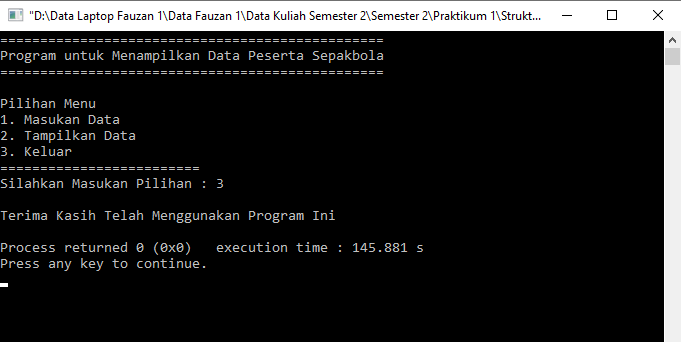 "D:\Data Laptop Fauzan 1\Data Fauzan 1\Data Kuliah Semester 2\Semester 2\Praktikum 1\Strukt...
================================================
Program untuk Menampilkan Data Peserta Sepakbola
================================================
Pilihan Menu
1. Masukan Data
2. Tampilkan Data
3. Keluar
=========================
Silahkan Masukan Pilihan : 3
Terima Kasih Telah Menggunakan Program Ini
Process returned 0 (0x0)   execution time : 145.881 s
Press any key to continue.